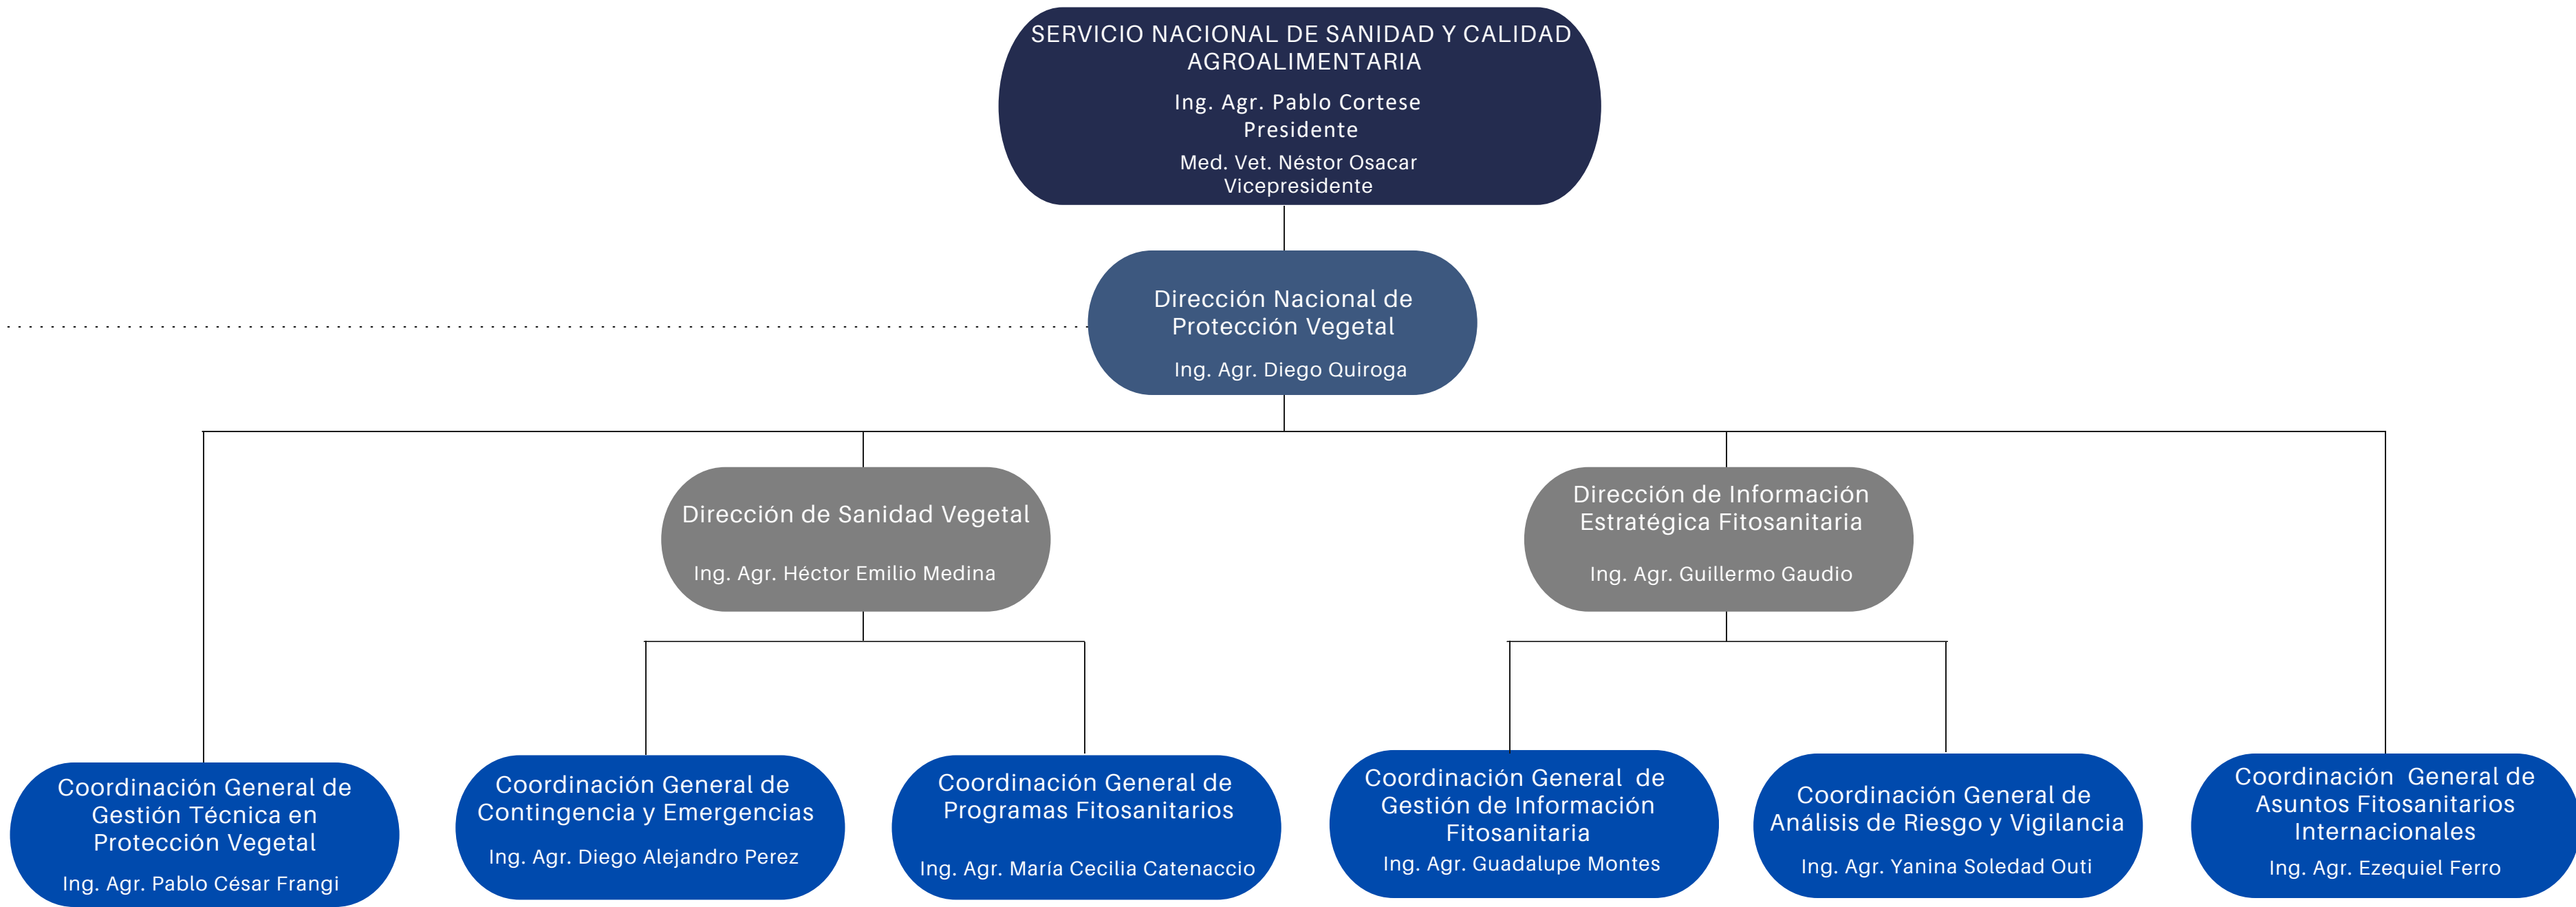 SERVICIO NACIONAL DE SANIDAD Y CALIDAD
AGROALIMENTARIA
Ing. Agr. Pablo Cortese
Presidente
Med. Vet. Néstor Osacar
Vicepresidente
Dirección Nacional de
Protección Vegetal
Ing. Agr. Diego Quiroga
Dirección de Sanidad Vegetal
Ing. Agr. Héctor Emilio Medina
Dirección de Información
Estratégica Fitosanitaria
Ing. Agr. Guillermo Gaudio
Coordinación General de
Gestión Técnica en
Protección Vegetal
Ing. Agr. Pablo César Frangi
Coordinación General de
Contingencia y Emergencias
Ing. Agr. Diego Alejandro Perez
Coordinación General de
Programas Fitosanitarios
Ing. Agr. María Cecilia Catenaccio
Coordinación General de
Gestión de Información
Fitosanitaria
Ing. Agr. Guadalupe Montes
Coordinación General de
Análisis de Riesgo y Vigilancia
Ing. Agr. Yanina Soledad Outi
Coordinación General de
Asuntos Fitosanitarios
Internacionales
Ing. Agr. Ezequiel Ferro